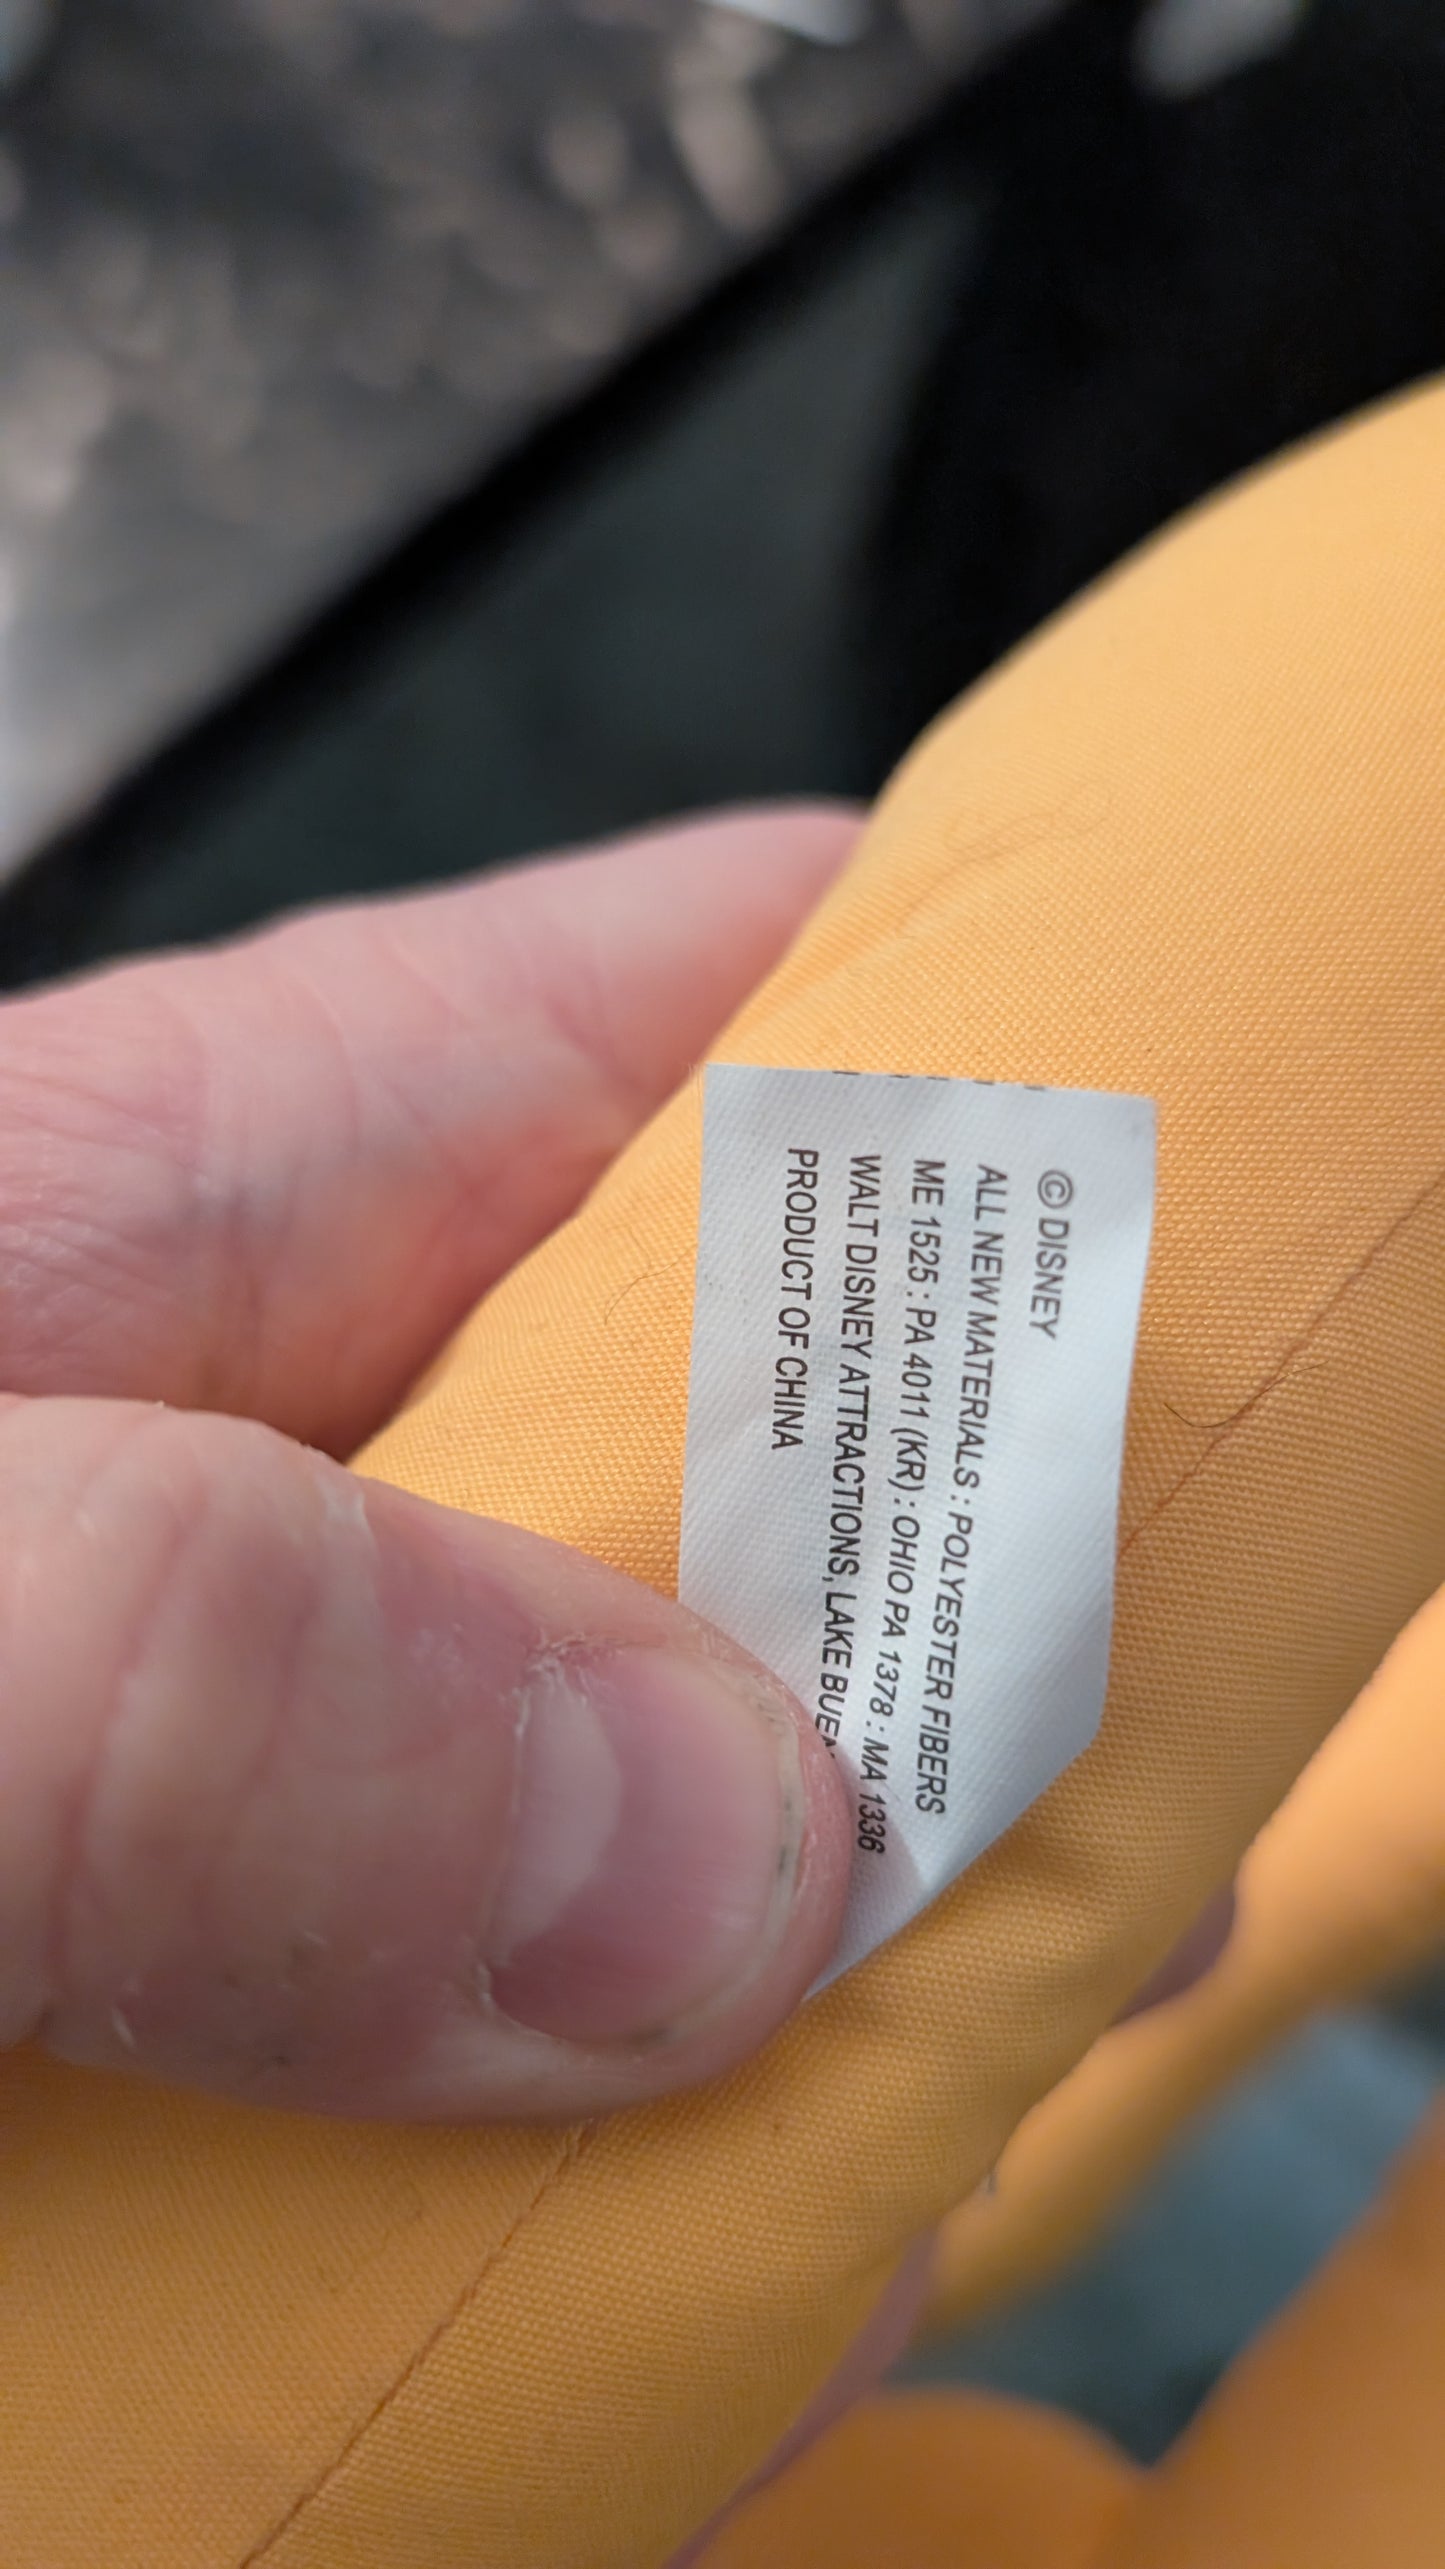 © DISNEY
ALL NEW MATERIALS : POLYESTER FIBERS
ME 1525 : PA 4011 (KR) : OHIO PA 1378 : MA 1336
WALT DISNEY ATTRACTIONS, LAKE
PRODUCT OF CHINA